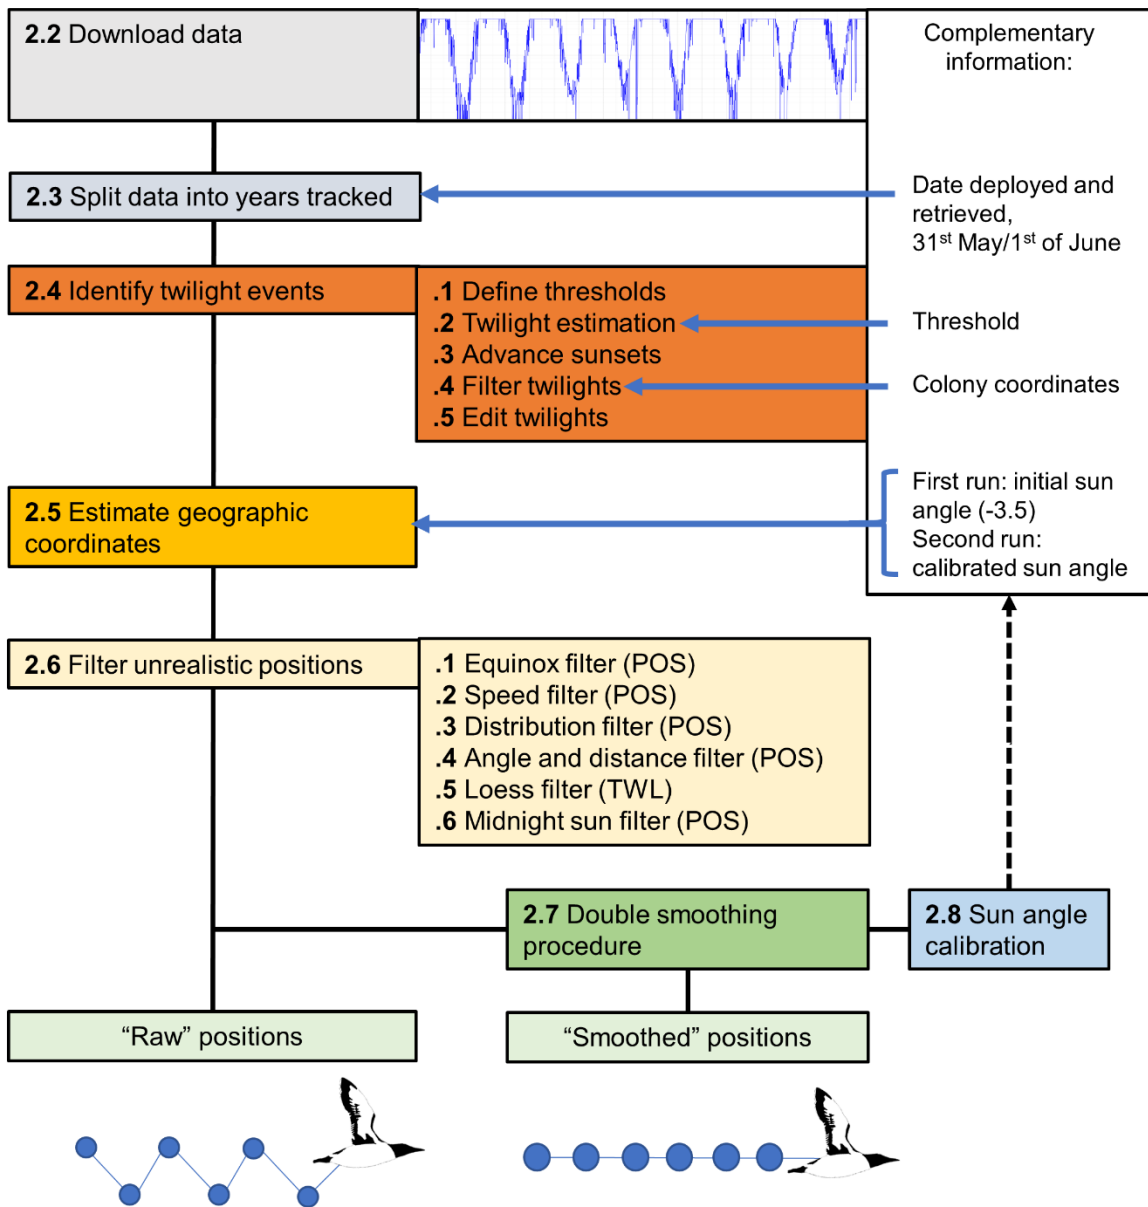 2.2 Download data
Complementary
information:
2.3 Split data into years tracked
Date deployed and
retrieved,
31st May/1st of June
2.4 Identify twilight events
.1 Define thresholds
.2 Twilight estimation
.3 Advance sunsets
.4 Filter twilights
.5 Edit twilights
Threshold
Colony coordinates
2.5 Estimate geographic
coordinates
First run: initial sun
angle (-3.5)
Second run:
calibrated sun angle
2.6 Filter unrealistic positions
.1 Equinox filter (POS)
.2 Speed filter (POS)
.3 Distribution filter (POS)
.4 Angle and distance filter (POS)
.5 Loess filter (TWL)
.6 Midnight sun filter (POS)
2.7 Double smoothing
procedure
2.8 Sun angle
calibration
“Raw” positions
“Smoothed” positions